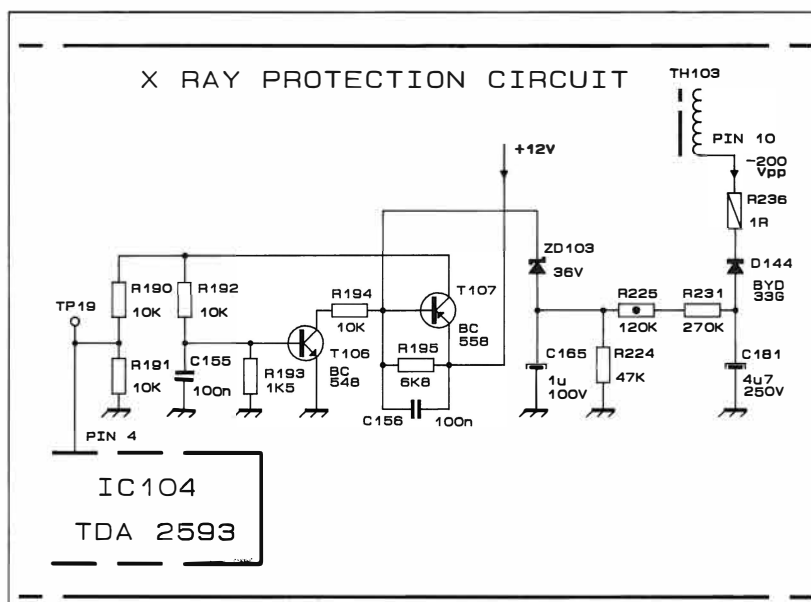 X RAY PROTECTION CIRCUIT
TH103
PIN 10
-200
Vpp
R236
1R
D144
BYD
33G
+12V
ZD103
36V
R190
10K
R192
10K
TP19
R191
10K
C155
100n
R193
1K5
R194
10K
T106
BC
548
T107
BC
558
R195
6K8
C156
100n
R225
120K
R231
270K
C165
1u
100V
R224
47K
C181
4u7
250V
PIN 4
IC104
TDA 2593